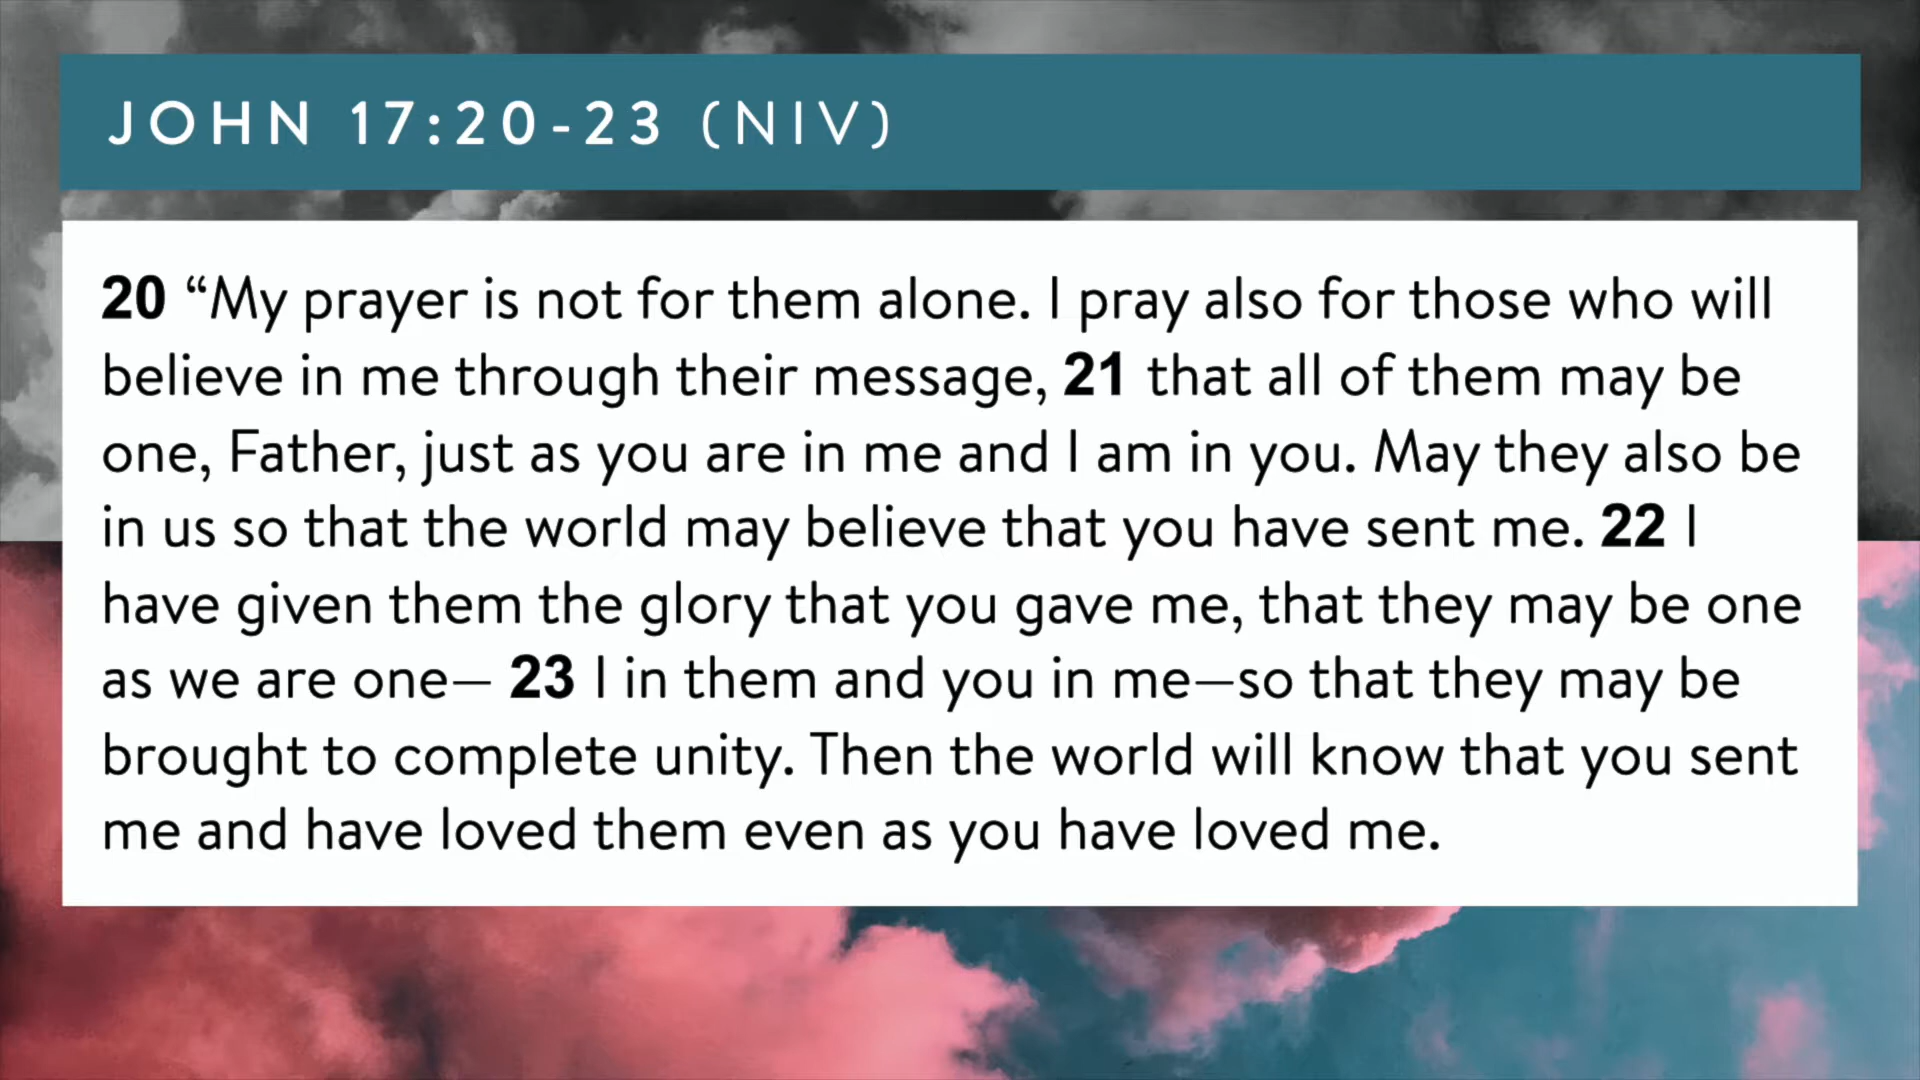 JOHN 17:20-23 (NIV)
20 “My prayer is not for them alone. I pray also for those who will
believe in me through their message, 21 that all of them may be
one, Father, just as you are in me and I am in you. May they also be
in us so that the world may believe that you have sent me. 22 I
have given them the glory that you gave me, that they may be one
as we are one— 23 I in them and you in me—so that they may be
brought to complete unity. Then the world will know that you sent
me and have loved them even as you have loved me.